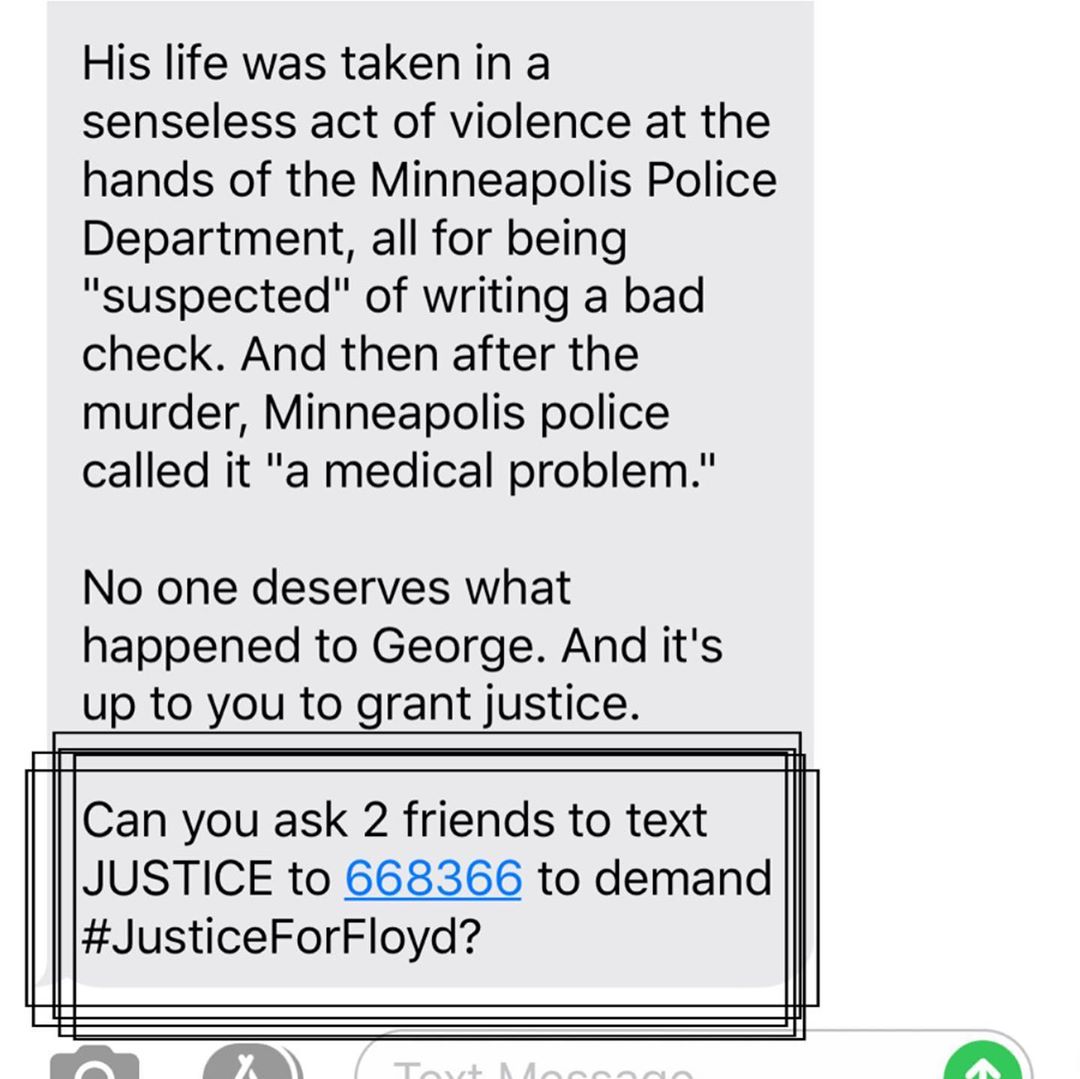 His life was taken in a
senseless act of violence at the
hands of the Minneapolis Police
Department, all for being
"suspected" of writing a bad
check. And then after the
murder, Minneapolis police
called it "a medical problem."
No one deserves what
happened to George. And it's
up to you to grant justice.
Can you ask 2 friends to text
JUSTICE to 668366 to demand
#JusticeForFloyd?
Text Message